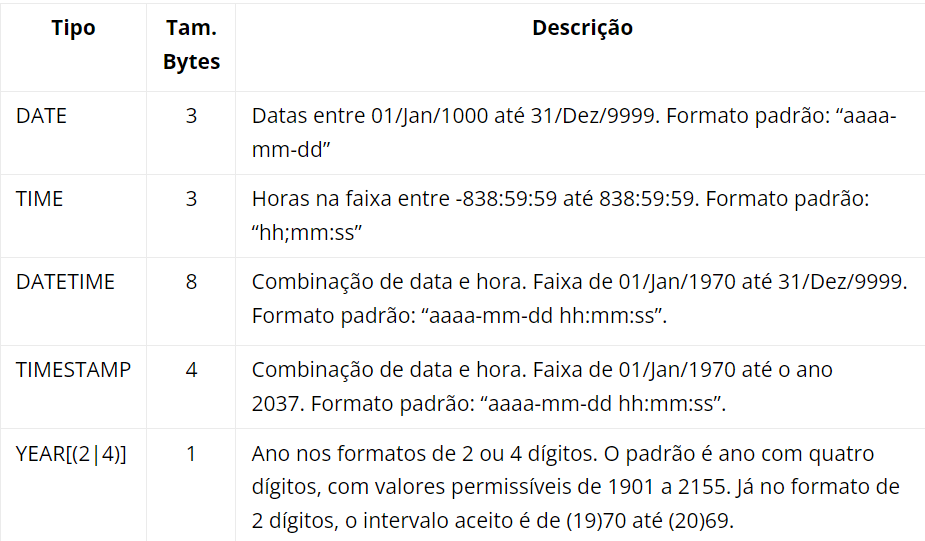 Tipo Tam. Bytes Descrição
DATE 3 Datas entre 01/Jan/1000 até 31/Dez/9999. Formato padrão: “aaaa-
mm-dd”
TIME 3 Horas na faixa entre -838:59:59 até 838:59:59. Formato padrão:
“hh;mm:ss”
DATETIME 8 Combinação de data e hora. Faixa de 01/Jan/1970 até 31/Dez/9999.
Formato padrão: “aaaa-mm-dd hh:mm:ss”.
TIMESTAMP 4 Combinação de data e hora. Faixa de 01/Jan/1970 até o ano
2037. Formato padrão: “aaaa-mm-dd hh:mm:ss”.
YEAR[(2|4)] 1 Ano nos formatos de 2 ou 4 dígitos. O padrão é ano com quatro
dígitos, com valores permissíveis de 1901 a 2155. Já no formato de
2 dígitos, o intervalo aceito é de (19)70 até (20)69.